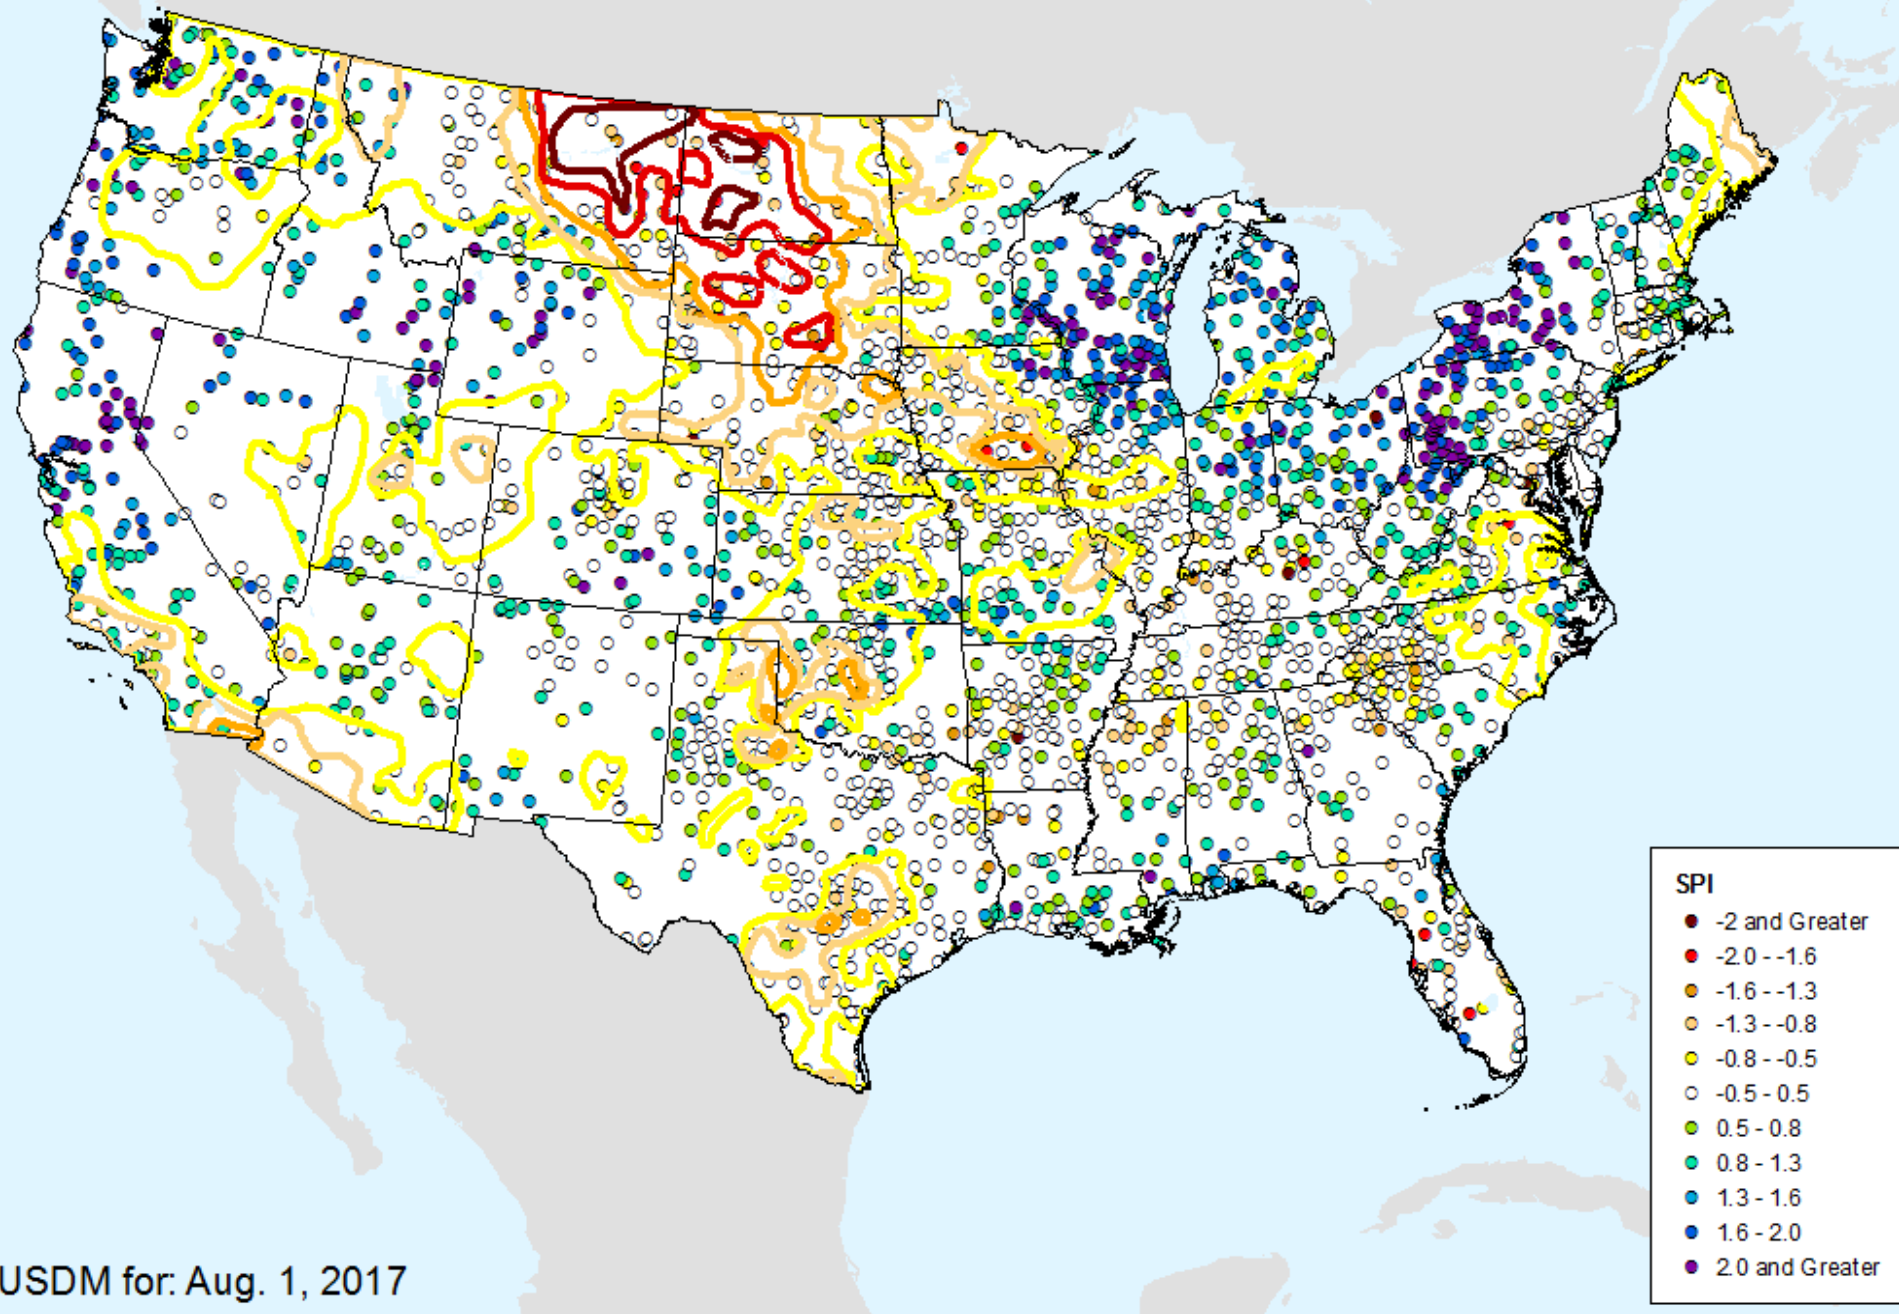 SPI
-2 and Greater
-2.0 - -1.6
-1.6 - -1.3
-1.3 - -0.8
-0.8 - -0.5
-0.5 - 0.5
0.5 - 0.8
0.8 - 1.3
1.3 - 1.6
1.6 - 2.0
2.0 and Greater
USDM for: Aug. 1, 2017